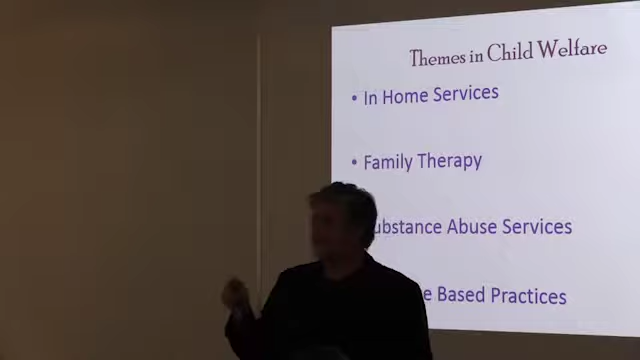 Themes in Child Welfare
• In Home Services
• Family Therapy
ubstance Abuse Services
e Based Practices